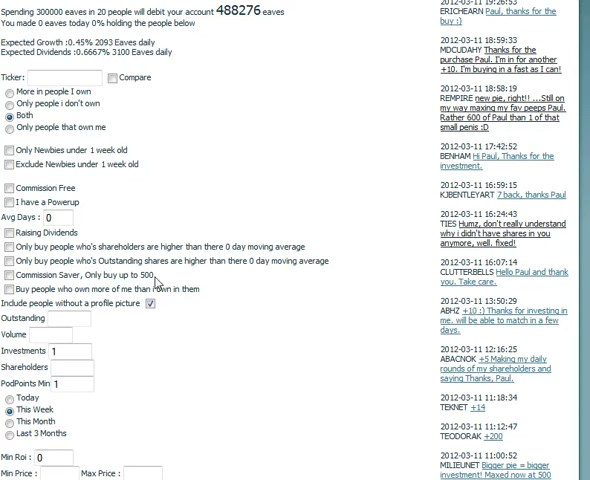 Spending 300000 eaves in 20 people will debit your account 488276 eaves
You made 0 eaves today 0% holding the people below
Expected Growth :0.45% 2093 Eaves daily
Expected Dividends :0.6667% 3100 Eaves daily
Ticker: Compare
More in people I own
Only people i don't own
Both
Only people that own me
Only Newbies under 1 week old
Exclude Newbies under 1 week old
Commission Free
I have a Powerup
Avg Days : 0
Raising Dividends
Only buy people who's shareholders are higher than there 0 day moving average
Only buy people who's Outstanding shares are higher than there 0 day moving average
Commission Saver, Only buy up to 500
Buy people who own more of me than i own in them
Include people without a profile picture
Outstanding
Volume
Investments 1
Shareholders
PodPoints Min 1
Today
This Week
This Month
Last 3 Months
Min Roi : 0
Min Price : Max Price :
2012-03-11 19:26:53
ERICHEARN Paul, thanks for the
buy :)
2012-03-11 18:59:33
MDCUDAHY Thanks for the
purchase Paul. I'm in for another
+10. I'm buying in a fast as I can!
2012-03-11 18:58:19
REMPIRE new pie, right!! ...Still on
my way maxing my fav peeps Paul.
Rather 600 of Paul than 1 of that
small penis :D
2012-03-11 17:42:52
BENHAM Hi Paul, Thanks for the
investment.
2012-03-11 16:59:15
KJBENTLEYART 7 back, thanks Paul
2012-03-11 16:24:43
TIES Humz, don't really understand
why i didn't have shares in you
anymore, well. fixed!
2012-03-11 16:07:14
CLUTTERBELLS Hello Paul and thank
you. Take care.
2012-03-11 13:50:29
ABHZ +10 :) Thanks for investing in
me. will be able to match in a few
days.
2012-03-11 12:16:25
ABACNOK +5 Making my daily
rounds of my shareholders and
saying Thanks, Paul.
2012-03-11 11:18:34
TEKNET +14
2012-03-11 11:12:47
TEODORAK +200
2012-03-11 11:00:52
MILIEUNET Bigger pie = bigger
investment! Maxed now at 500